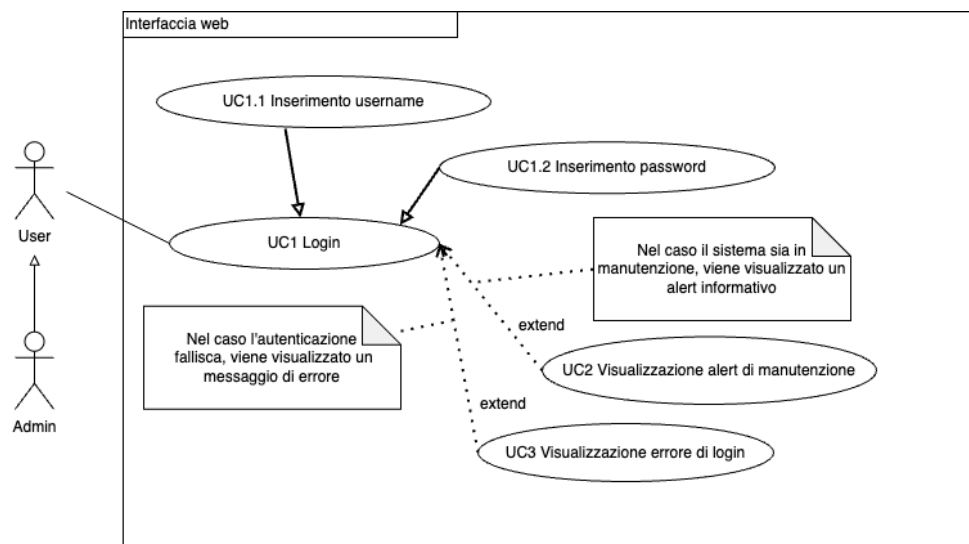 Interfaccia web
UC1.1 Inserimento username
UC1.2 Inserimento password
User
UC1 Login
Nel caso il sistema sia in
manutenzione, viene visualizzato un
alert informativo
Nel caso l'autenticazione
fallisca, viene visualizzato un
messaggio di errore
extend
UC2 Visualizzazione alert di manutenzione
extend
Admin
UC3 Visualizzazione errore di login